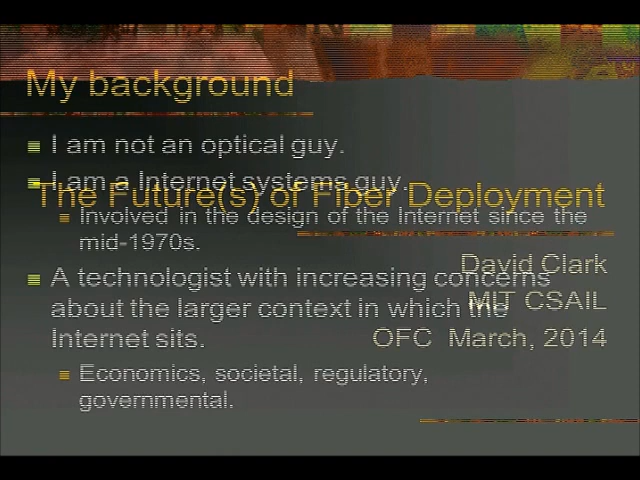 My background
I am not an optical guy.
I am a Internet systems guy.
The Future(s) of Fiber Deployment
Involved in the design of the Internet since the
mid-1970s.
David Clark
A technologist with increasing concerns
about the larger context in which the
MIT CSAIL
Internet sits.
OFC March, 2014
Economics, societal, regulatory,
governmental.